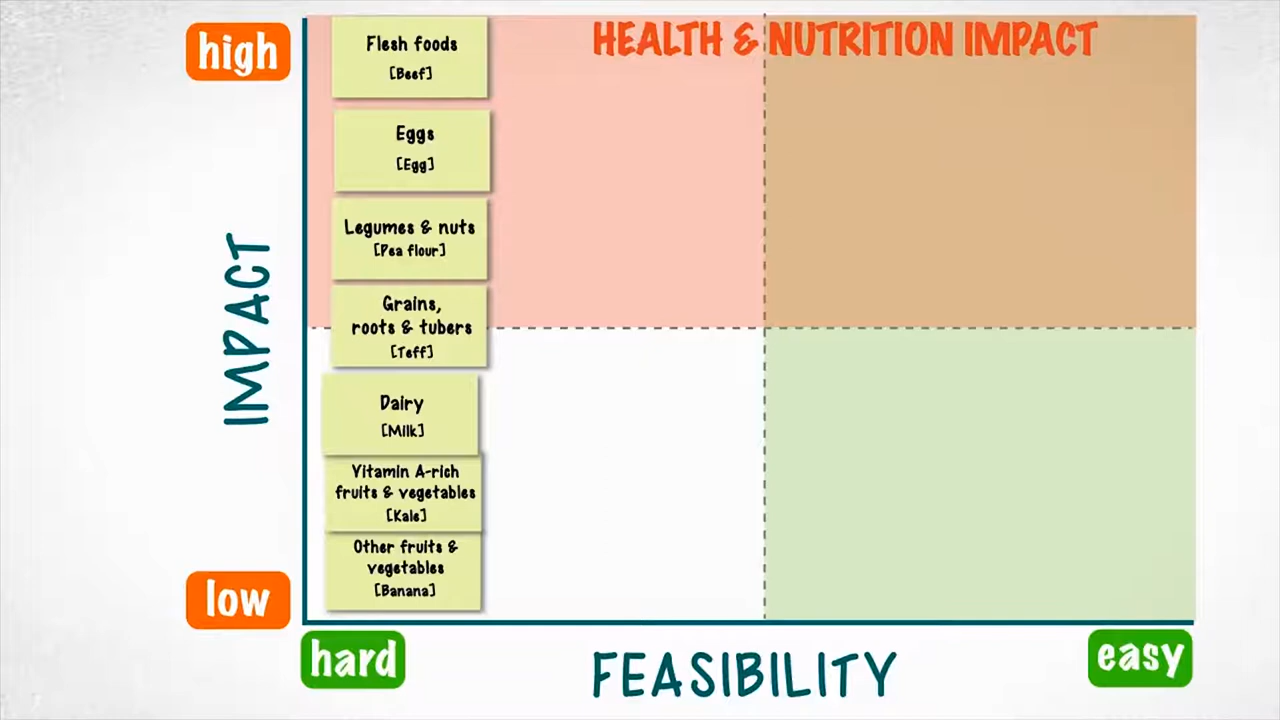 HEALTH & NUTRITION IMPACT
high
Flesh foods
[Beef]
Eggs
[Egg]
Legumes & nuts
[Pea flour]
Grains,
roots & tubers
[Teff]
IMPACT
Dairy
[Milk]
Vitamin A-rich
fruits & vegetables
[Kale]
Other fruits &
vegetables
[Banana]
low
hard
FEASIBILITY
easy